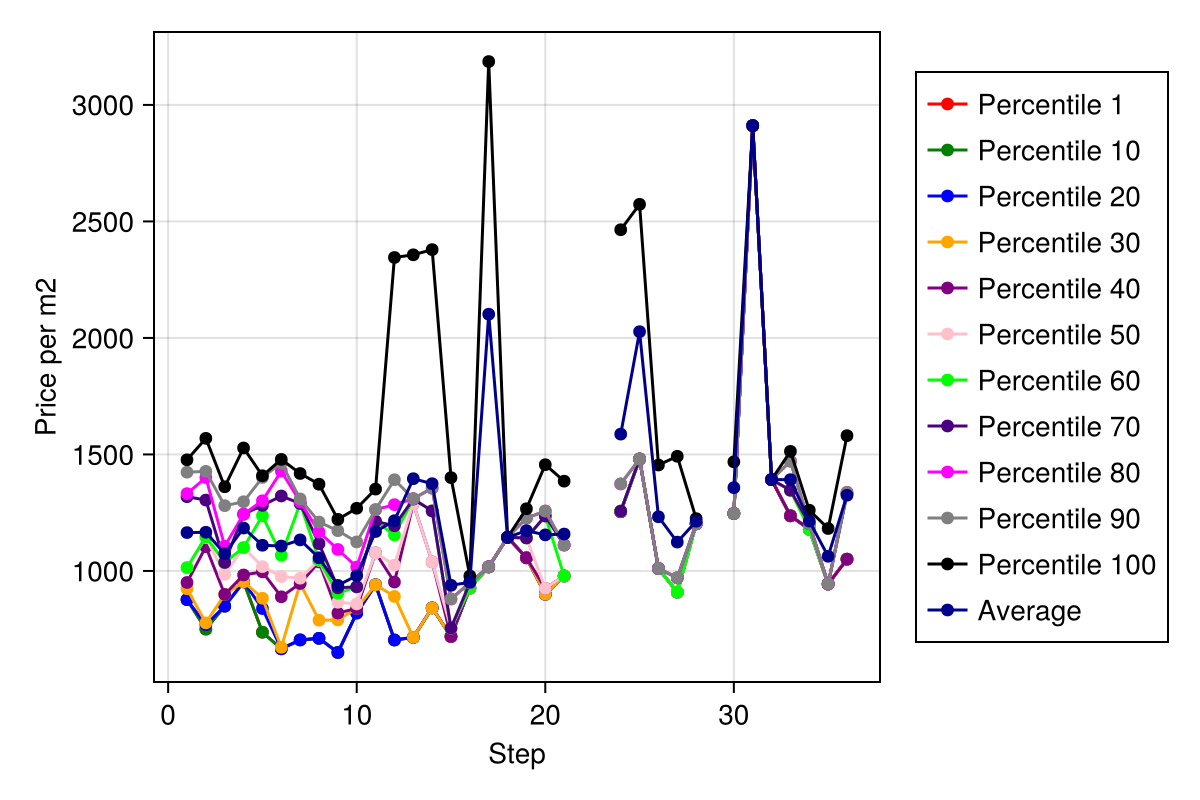 3000
2500
2000
1500
1000
Price per m2
0 10 20 30
Step
Percentile 1
Percentile 10
Percentile 20
Percentile 30
Percentile 40
Percentile 50
Percentile 60
Percentile 70
Percentile 80
Percentile 90
Percentile 100
Average